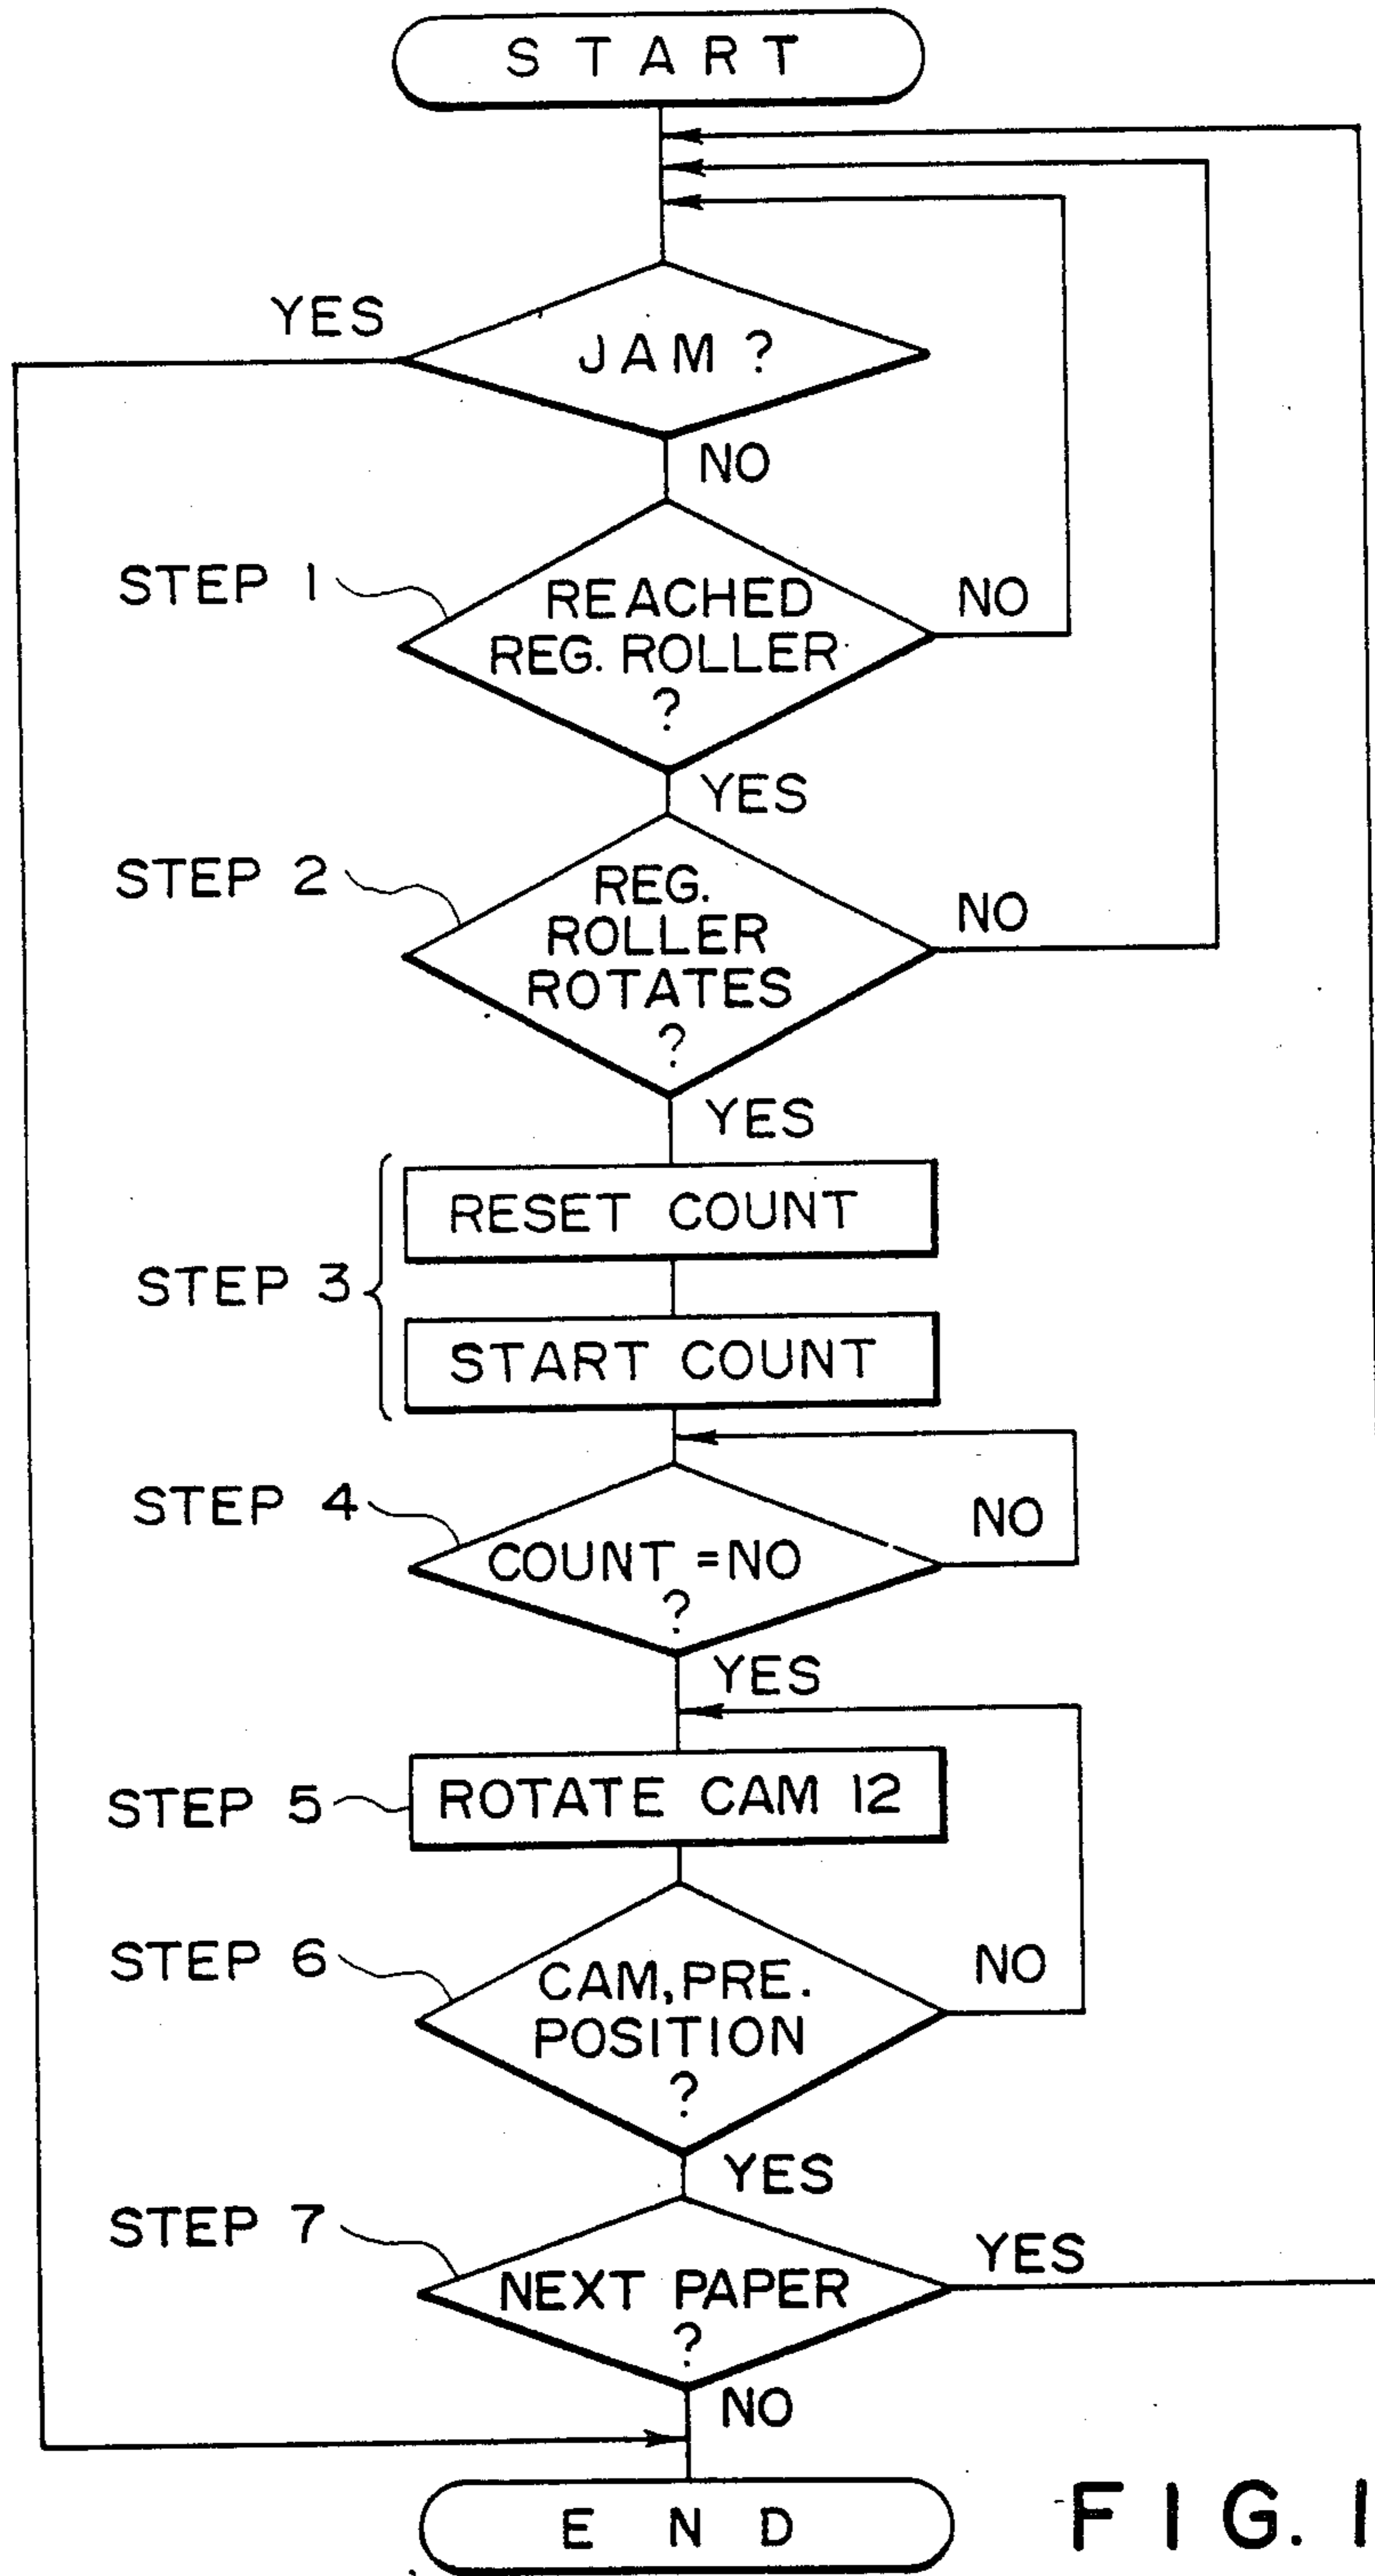 START
YES
JAM ?
NO
STEP 1
REACHED
REG. ROLLER
?
NO
YES
STEP 2
REG.
ROLLER
ROTATES
?
NO
YES
STEP 3
RESET COUNT
START COUNT
STEP 4
COUNT = NO
?
NO
YES
STEP 5
ROTATE CAM 12
STEP 6
CAM, PRE.
POSITION
?
NO
YES
STEP 7
NEXT PAPER
?
YES
NO
END
FIG. 1